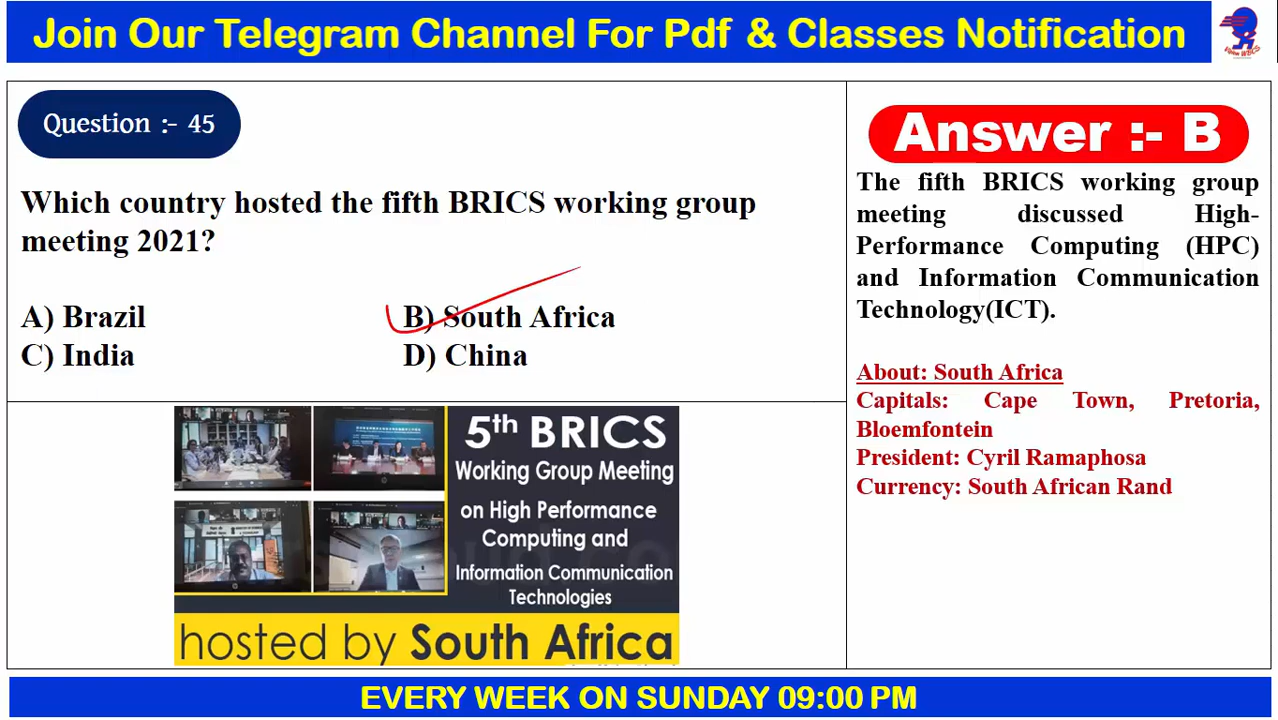 Join Our Telegram Channel For Pdf & Classes Notification
Question :- 45
Which country hosted the fifth BRICS working group
meeting 2021?
A) Brazil
B) South Africa
C) India
D) China
5th BRICS
Working Group Meeting
on High Performance
Computing and
Information Communication
Technologies
hosted by South Africa
Answer :- B
The fifth BRICS working group
meeting discussed High-
Performance Computing (HPC)
and Information Communication
Technology(ICT).
About: South Africa
Capitals: Cape Town, Pretoria,
Bloemfontein
President: Cyril Ramaphosa
Currency: South African Rand
EVERY WEEK ON SUNDAY 09:00 PM